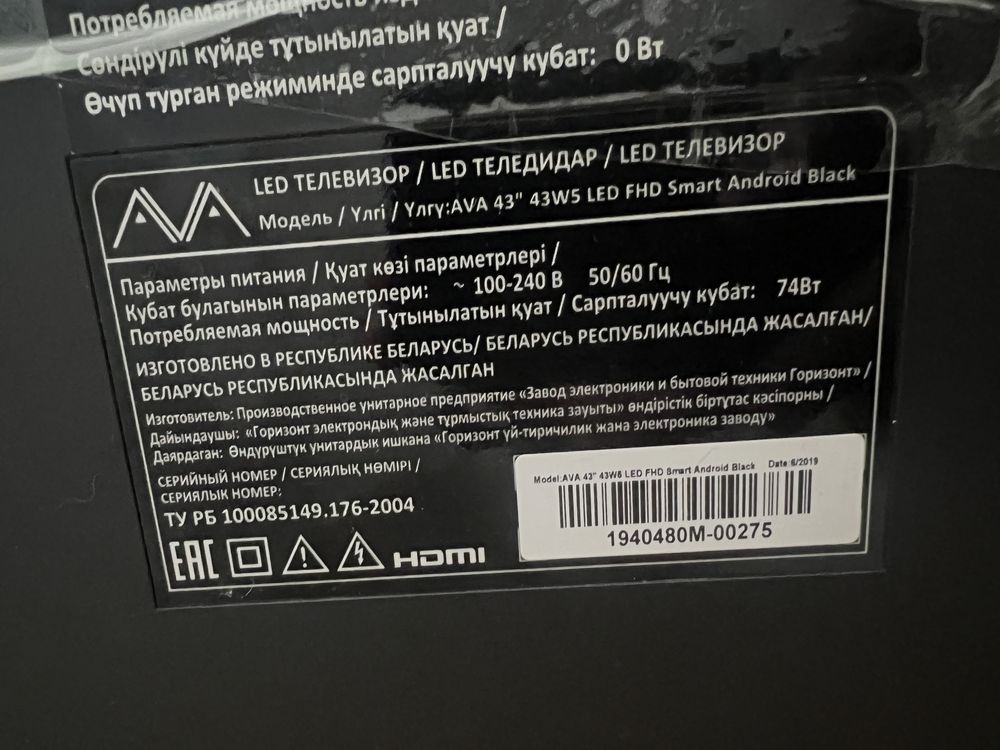 Потребляемая мощность
Сөндірулі күйде тұтынылатын қуат /
Өчүп турган режиминде сарпталуучу кубат: 0 Вт
AVA
LED ТЕЛЕВИЗОР / LED ТЕЛЕДИДАР / LED ТЕЛЕВИЗОР
Модель / Үлгі / Үлгү:AVA 43" 43W5 LED FHD Smart Android Black
Параметры питания / Қуат көзі параметрлері /
Кубат булагынын параметрлери: ~ 100-240 В 50/60 Гц
Потребляемая мощность / Тұтынылатын қуат / Сарпталуучу кубат: 74Вт
ИЗГОТОВЛЕНО В РЕСПУБЛИКЕ БЕЛАРУСЬ/ БЕЛАРУСЬ РЕСПУБЛИКАСЫНДА ЖАСАЛҒАН/
БЕЛАРУСЬ РЕСПУБЛИКАСЫНДА ЖАСАЛГАН
Изготовитель: Производственное унитарное предприятие «Завод электроники и бытовой техники Горизонт» /
Дайындаушы: «Горизонт электрондық және тұрмыстық техника зауыты» өндірістік біртұтас кәсіпорны /
Даярдаган: Өндүрүштүк унитардык ишкана «Горизонт үй-тиричилик жана электроника заводу»
СЕРИЙНЫЙ НОМЕР / СЕРИЯЛЫҚ НӨМІРІ /
СЕРИЯЛЫК НОМЕР:
ТУ РБ 100085149.176-2004
EAC HDMI
Model:AVA 43" 43W5 LED FHD Smart Android Black Date:6/2019
1940480M-00275